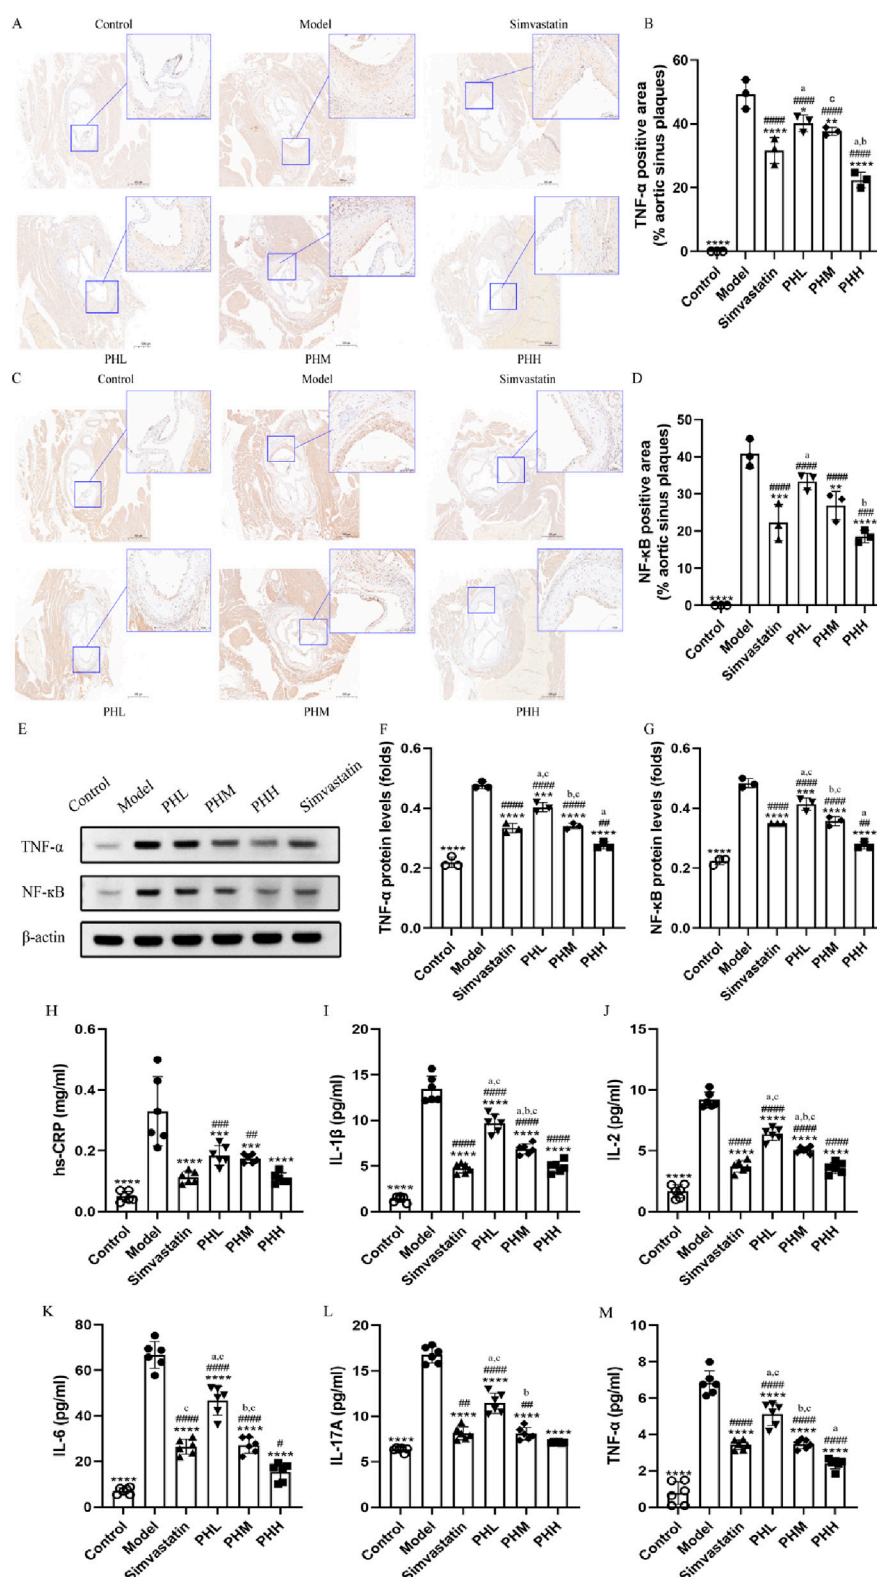 A
Control
Model
Simvastatin
PHL
PHM
PHH
B
TNF-α positive area
(% aortic sinus plaques)
60
40
20
0
****
####
****
a
####
*
c
####
**
a,b
####
****
Control
Model
Simvastatin
PHL
PHM
PHH
C
Control
Model
Simvastatin
PHL
PHM
PHH
D
NF-κB positive area
(% aortic sinus plaques)
50
40
30
20
10
0
****
####
***
a
####
####
**
b
###
****
Control
Model
Simvastatin
PHL
PHM
PHH
E
Control
Model
PHL
PHM
PHH
Simvastatin
TNF-α
NF-κB
β-actin
F
TNF-α protein levels (folds)
0.6
0.4
0.2
0.0
****
####
****
a,c
####
***
b,c
####
****
a
##
****
Control
Model
Simvastatin
PHL
PHM
PHH
G
NF-κB protein levels (folds)
0.6
0.4
0.2
0.0
****
####
****
a,c
####
***
b,c
####
****
a
##
****
Control
Model
Simvastatin
PHL
PHM
PHH
H
hs-CRP (mg/ml)
0.6
0.4
0.2
0.0
****
****
###
***
##
***
****
Control
Model
Simvastatin
PHL
PHM
PHH
I
IL-1β (pg/ml)
20
15
10
5
0
****
####
****
a,c
####
****
a,b,c
####
****
####
****
Control
Model
Simvastatin
PHL
PHM
PHH
J
IL-2 (pg/ml)
15
10
5
0
****
####
****
a,c
####
****
a,b,c
####
****
####
****
Control
Model
Simvastatin
PHL
PHM
PHH
K
IL-6 (pg/ml)
80
60
40
20
0
****
c
####
****
a,c
####
****
b,c
####
****
#
****
Control
Model
Simvastatin
PHL
PHM
PHH
L
IL-17A (pg/ml)
20
15
10
5
0
****
##
****
a,c
####
****
b
##
****
****
Control
Model
Simvastatin
PHL
PHM
PHH
M
TNF-α (pg/ml)
10
8
6
4
2
0
****
####
****
a,c
####
****
b,c
####
****
a
####
****
Control
Model
Simvastatin
PHL
PHM
PHH